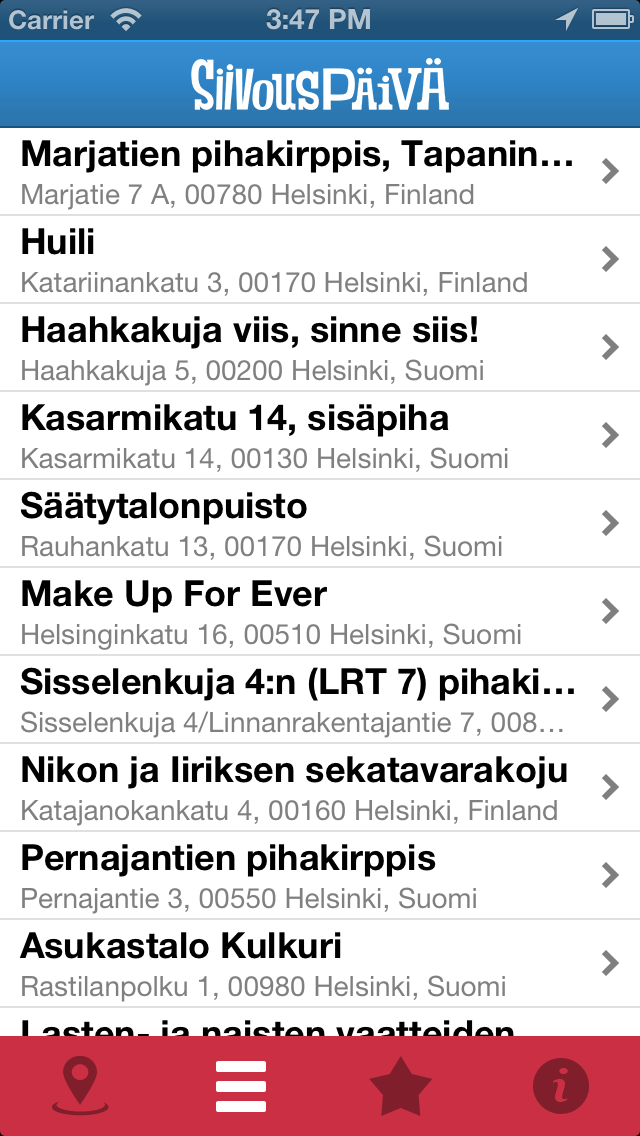 Carrier 3:47 PM
SiiVOUSPÄiVÄ
Marjatien pihakirppis, Tapanin…
Marjatie 7 A, 00780 Helsinki, Finland
Huili
Katariinankatu 3, 00170 Helsinki, Finland
Haahkakuja viis, sinne siis!
Haahkakuja 5, 00200 Helsinki, Suomi
Kasarmikatu 14, sisäpiha
Kasarmikatu 14, 00130 Helsinki, Suomi
Säätytalonpuisto
Rauhankatu 13, 00170 Helsinki, Suomi
Make Up For Ever
Helsinginkatu 16, 00510 Helsinki, Suomi
Sisselenkuja 4:n (LRT 7) pihaki…
Sisselenkuja 4/Linnanrakentajantie 7, 008…
Nikon ja Iiriksen sekatavarakoju
Katajanokankatu 4, 00160 Helsinki, Finland
Pernajantien pihakirppis
Pernajantie 3, 00550 Helsinki, Suomi
Asukastalo Kulkuri
Rastilanpolku 1, 00980 Helsinki, Suomi
Lasten- ja naisten vaatteiden